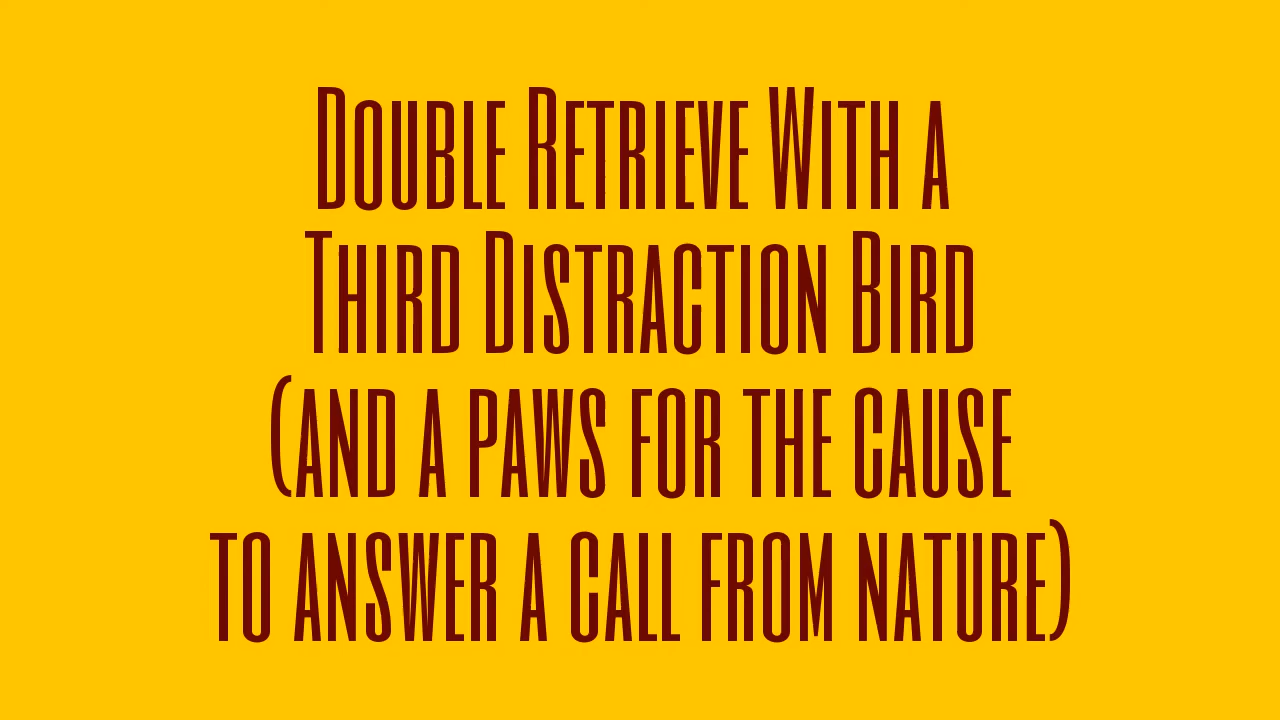 Double Retrieve With a
Third Distraction Bird
(and a paws for the cause
to answer a call from nature)